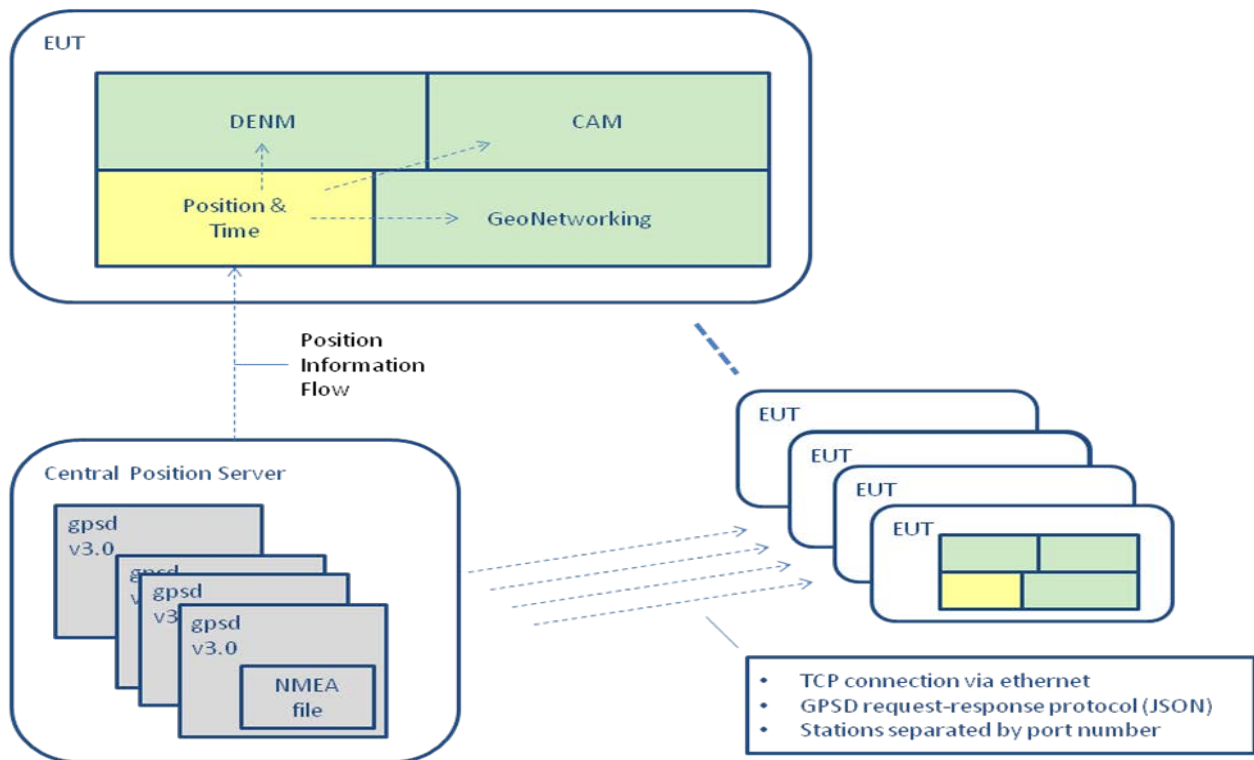 EUT
DENM
CAM
Position &
Time
GeoNetworking
Position
Information
Flow
Central Position Server
gpsd
v3.0
gpsd
v
gpsd
v3
gpsd
v3.0
NMEA
file
EUT
EUT
EUT
EUT
• TCP connection via ethernet
• GPSD request-response protocol (JSON)
• Stations separated by port number